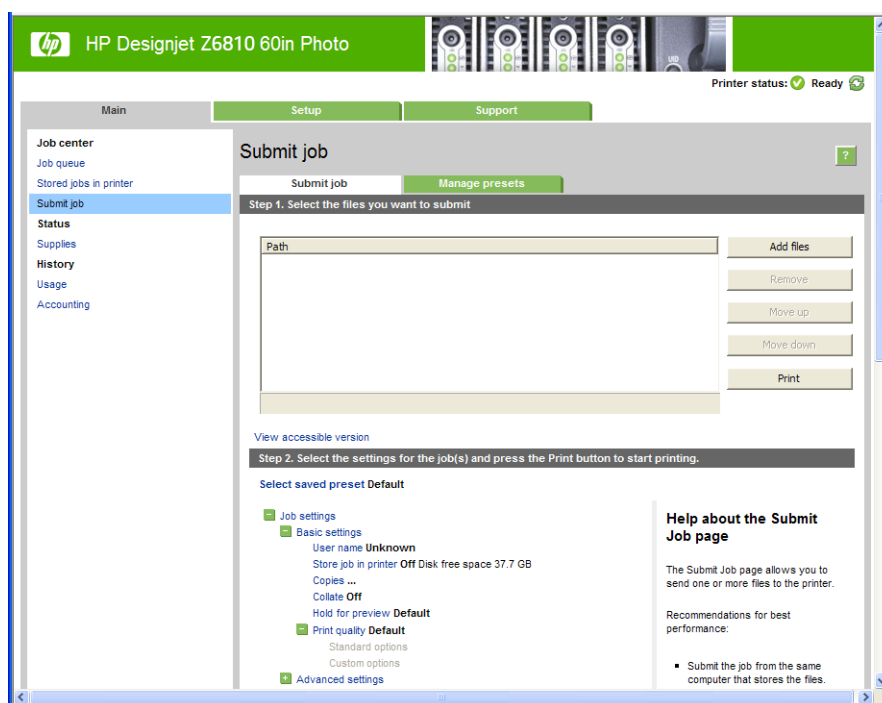 hp HP Designjet Z6810 60in Photo
UID
Printer status: Ready
Main Setup Support
Job center
Job queue
Stored jobs in printer
Submit job
Status
Supplies
History
Usage
Accounting
Submit job
?
Submit job Manage presets
Step 1. Select the files you want to submit
Path
Add files
Remove
Move up
Move down
Print
View accessible version
Step 2. Select the settings for the job(s) and press the Print button to start printing.
Select saved preset Default
Job settings
Basic settings
User name Unknown
Store job in printer Off Disk free space 37.7 GB
Copies ...
Collate Off
Hold for preview Default
Print quality Default
Standard options
Custom options
Advanced settings
Help about the Submit
Job page
The Submit Job page allows you to
send one or more files to the printer.
Recommendations for best
performance:
▪ Submit the job from the same
computer that stores the files.